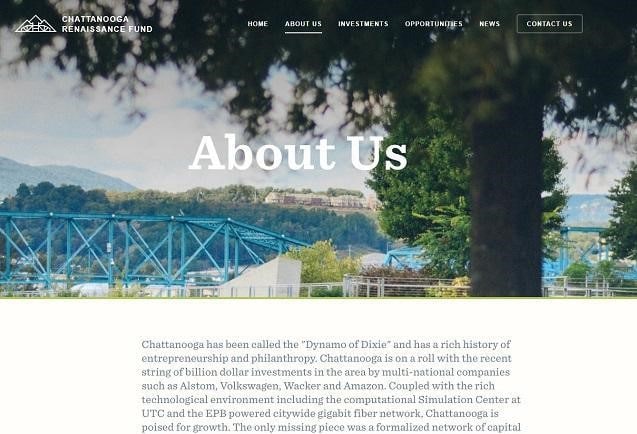 CHATTANOOGA
RENAISSANCE FUND
HOME ABOUT US INVESTMENTS OPPORTUNITIES NEWS CONTACT US
About Us
Chattanooga has been called the "Dynamo of Dixie" and has a rich history of
entrepreneurship and philanthropy. Chattanooga is on a roll with the recent
string of billion dollar investments in the area by multi-national companies
such as Alstom, Volkswagen, Wacker and Amazon. Coupled with the rich
technological environment including the computational Simulation Center at
UTC and the EPB powered citywide gigabit fiber network, Chattanooga is
poised for growth. The only missing piece was a formalized network of capital